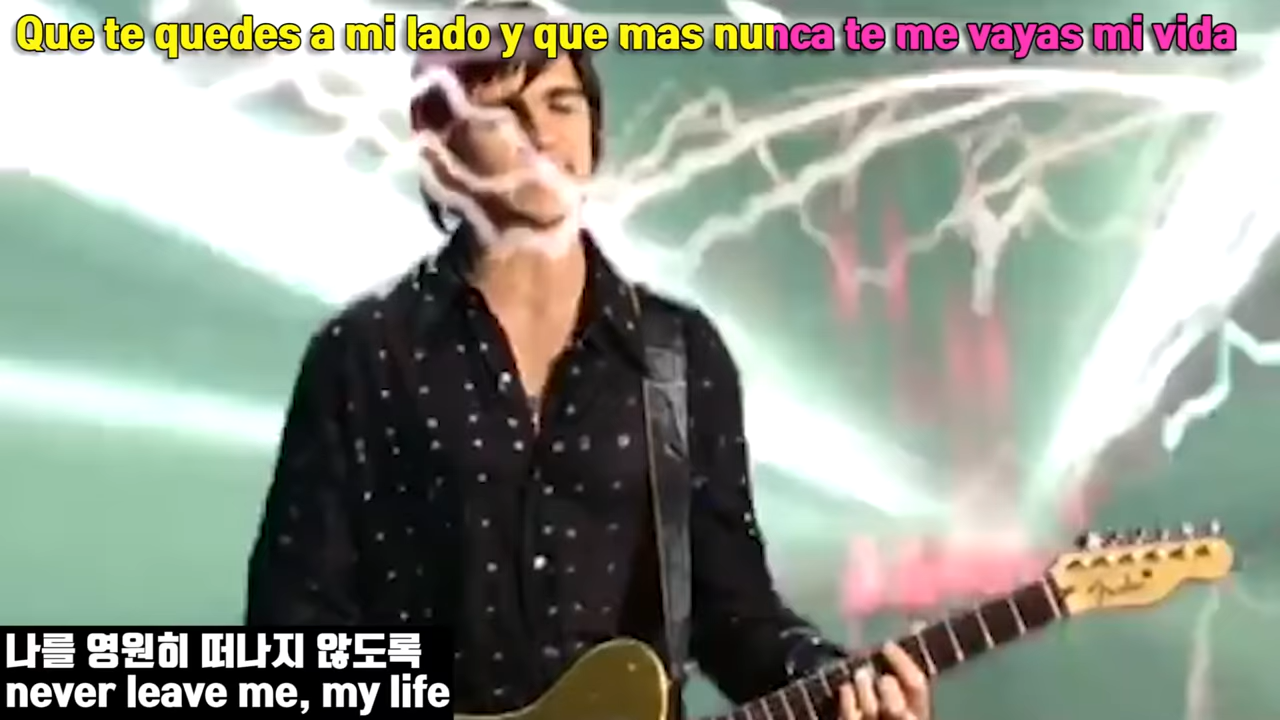 Que te quedes a mi lado y que mas nunca te me vayas mi vida
Fender
나를 영원히 떠나지 않도록
never leave me, my life